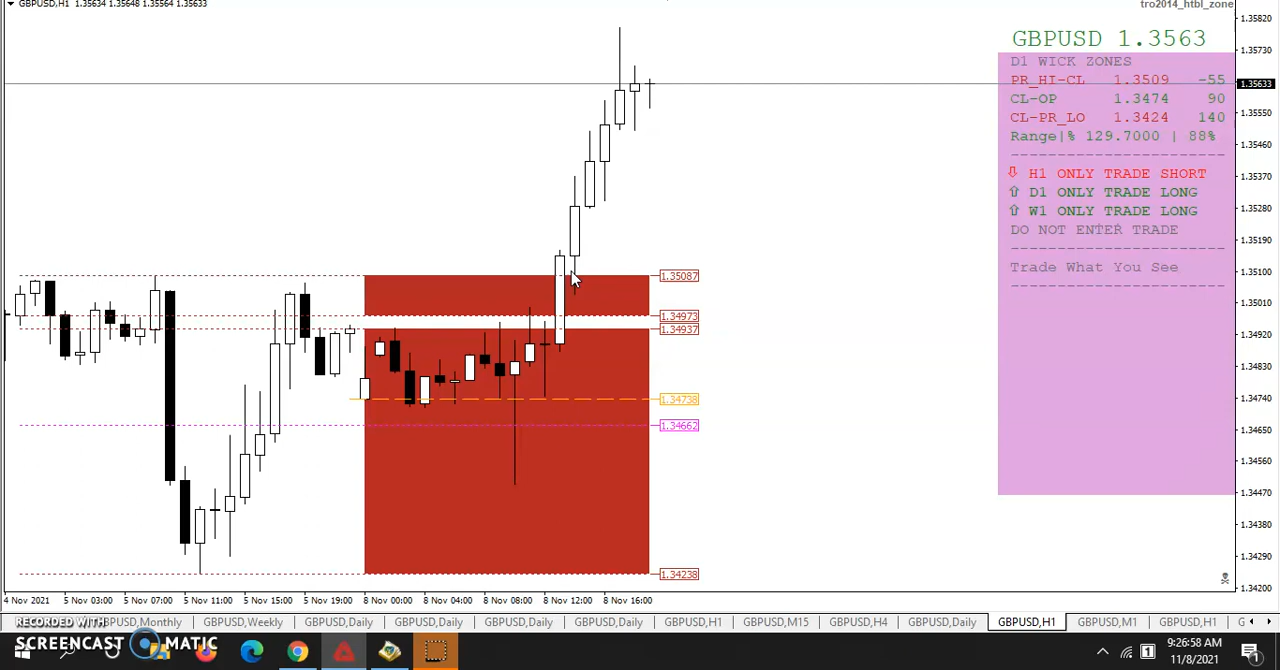 GBPUSD,H1 1.35634 1.35648 1.35564 1.35633
tro2014_htbl_zone
GBPUSD 1.3563
D1 WICK ZONES
PR_HI-CL 1.3509 -55
CL-OP 1.3474 90
CL-PR_LO 1.3424 140
Range|% 129.7000 | 88%
H1 ONLY TRADE SHORT
D1 ONLY TRADE LONG
W1 ONLY TRADE LONG
DO NOT ENTER TRADE
Trade What You See
1.35820
1.35730
1.35633
1.35550
1.35460
1.35370
1.35280
1.35190
1.35100
1.35010
1.34920
1.34830
1.34740
1.34650
1.34560
1.34470
1.34380
1.34290
1.34200
1.35087
1.34973
1.34937
1.34738
1.34662
1.34238
4 Nov 2021 5 Nov 03:00 5 Nov 07:00 5 Nov 11:00 5 Nov 15:00 5 Nov 19:00 8 Nov 00:00 8 Nov 04:00 8 Nov 08:00 8 Nov 12:00 8 Nov 16:00
GBPUSD,Monthly GBPUSD,Weekly GBPUSD,Daily GBPUSD,Daily GBPUSD,Daily GBPUSD,Daily GBPUSD,H1 GBPUSD,M15 GBPUSD,H4 GBPUSD,Daily GBPUSD,H1 GBPUSD,M1 GBPUSD,H1 G
RECORDED WITH
SCREENCAST MATIC
9:26:58 AM
11/8/2021
1
1